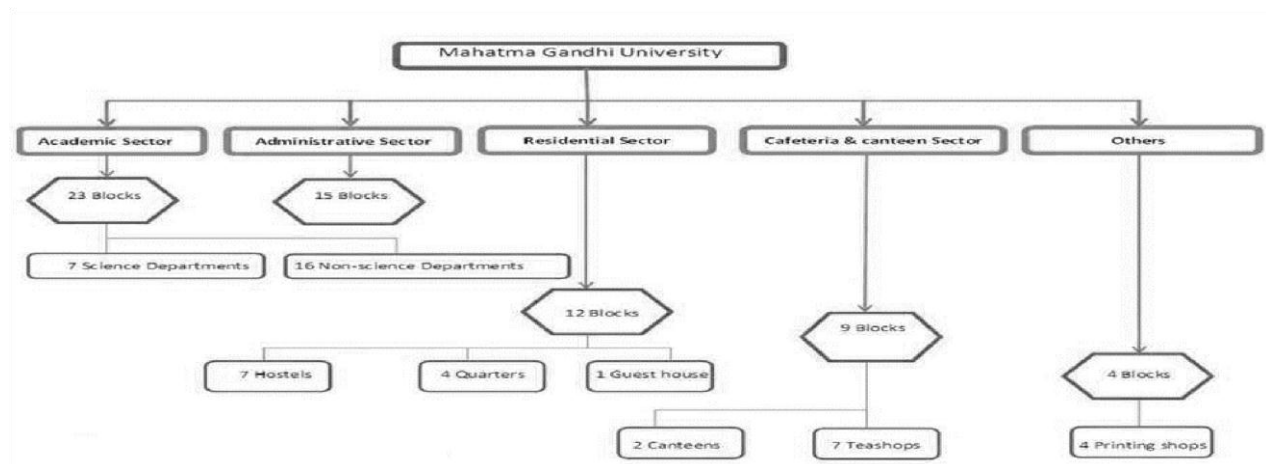 Mahatma Gandhi University
Academic Sector
Administrative Sector
Residential Sector
Cafeteria & canteen Sector
Others
23 Blocks
15 Blocks
7 Science Departments
16 Non-science Departments
12 Blocks
9 Blocks
7 Hostels
4 Quarters
1 Guest house
4 Blocks
2 Canteens
7 Teashops
4 Printing shops